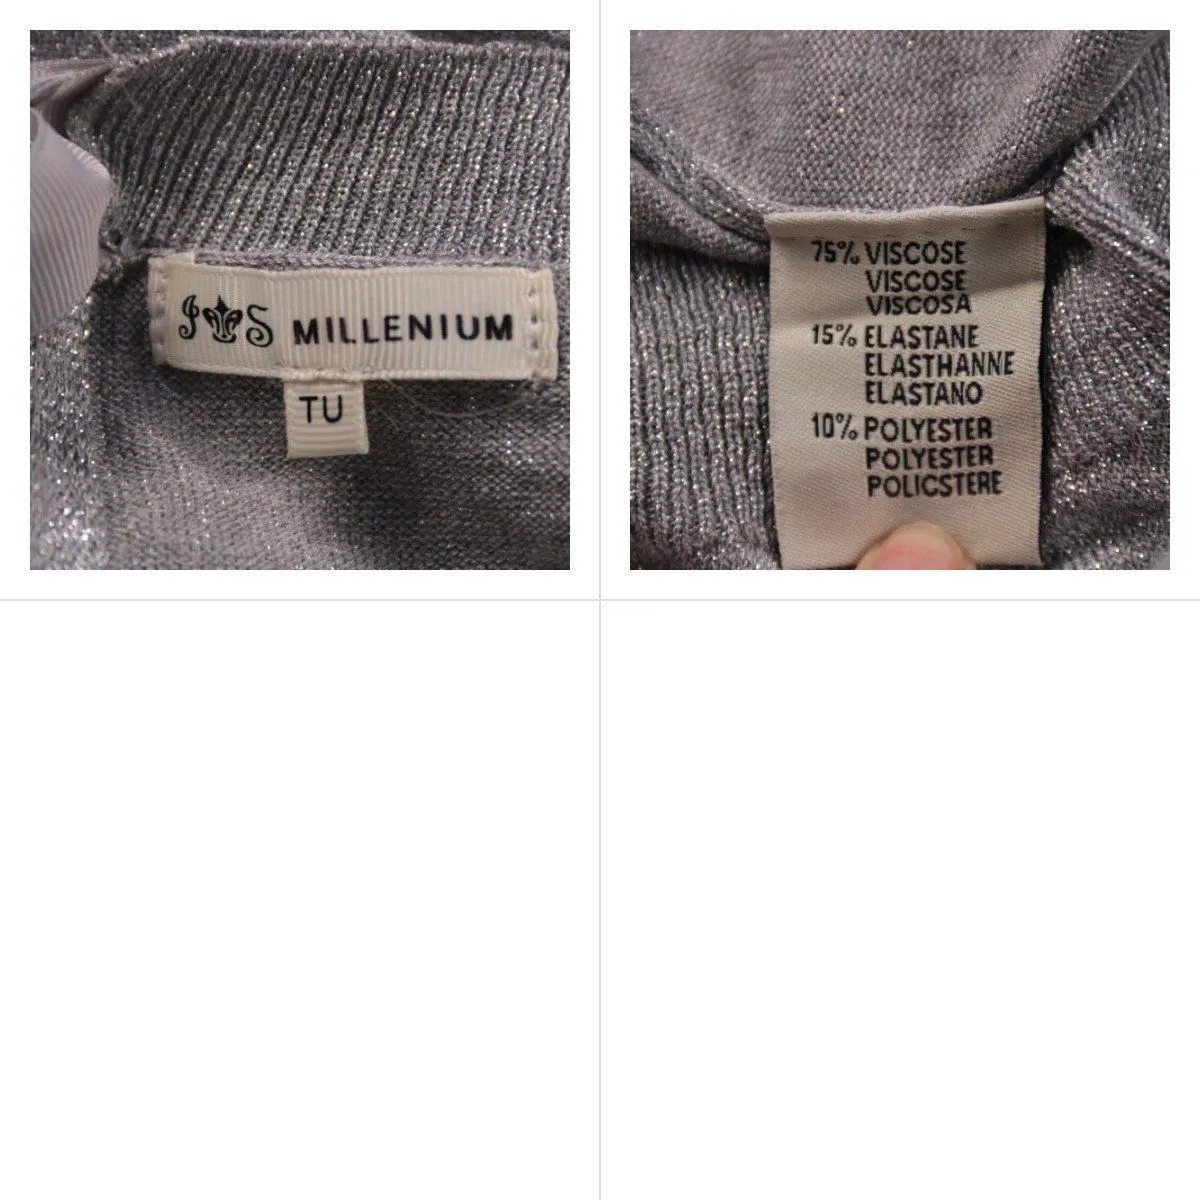 J S MILLENIUM
TU
75% VISCOSE
VISCOSE
VISCOSA
15% ELASTANE
ELASTHANNE
ELASTANO
10% POLYESTER
POLYESTER
POLICSTERE